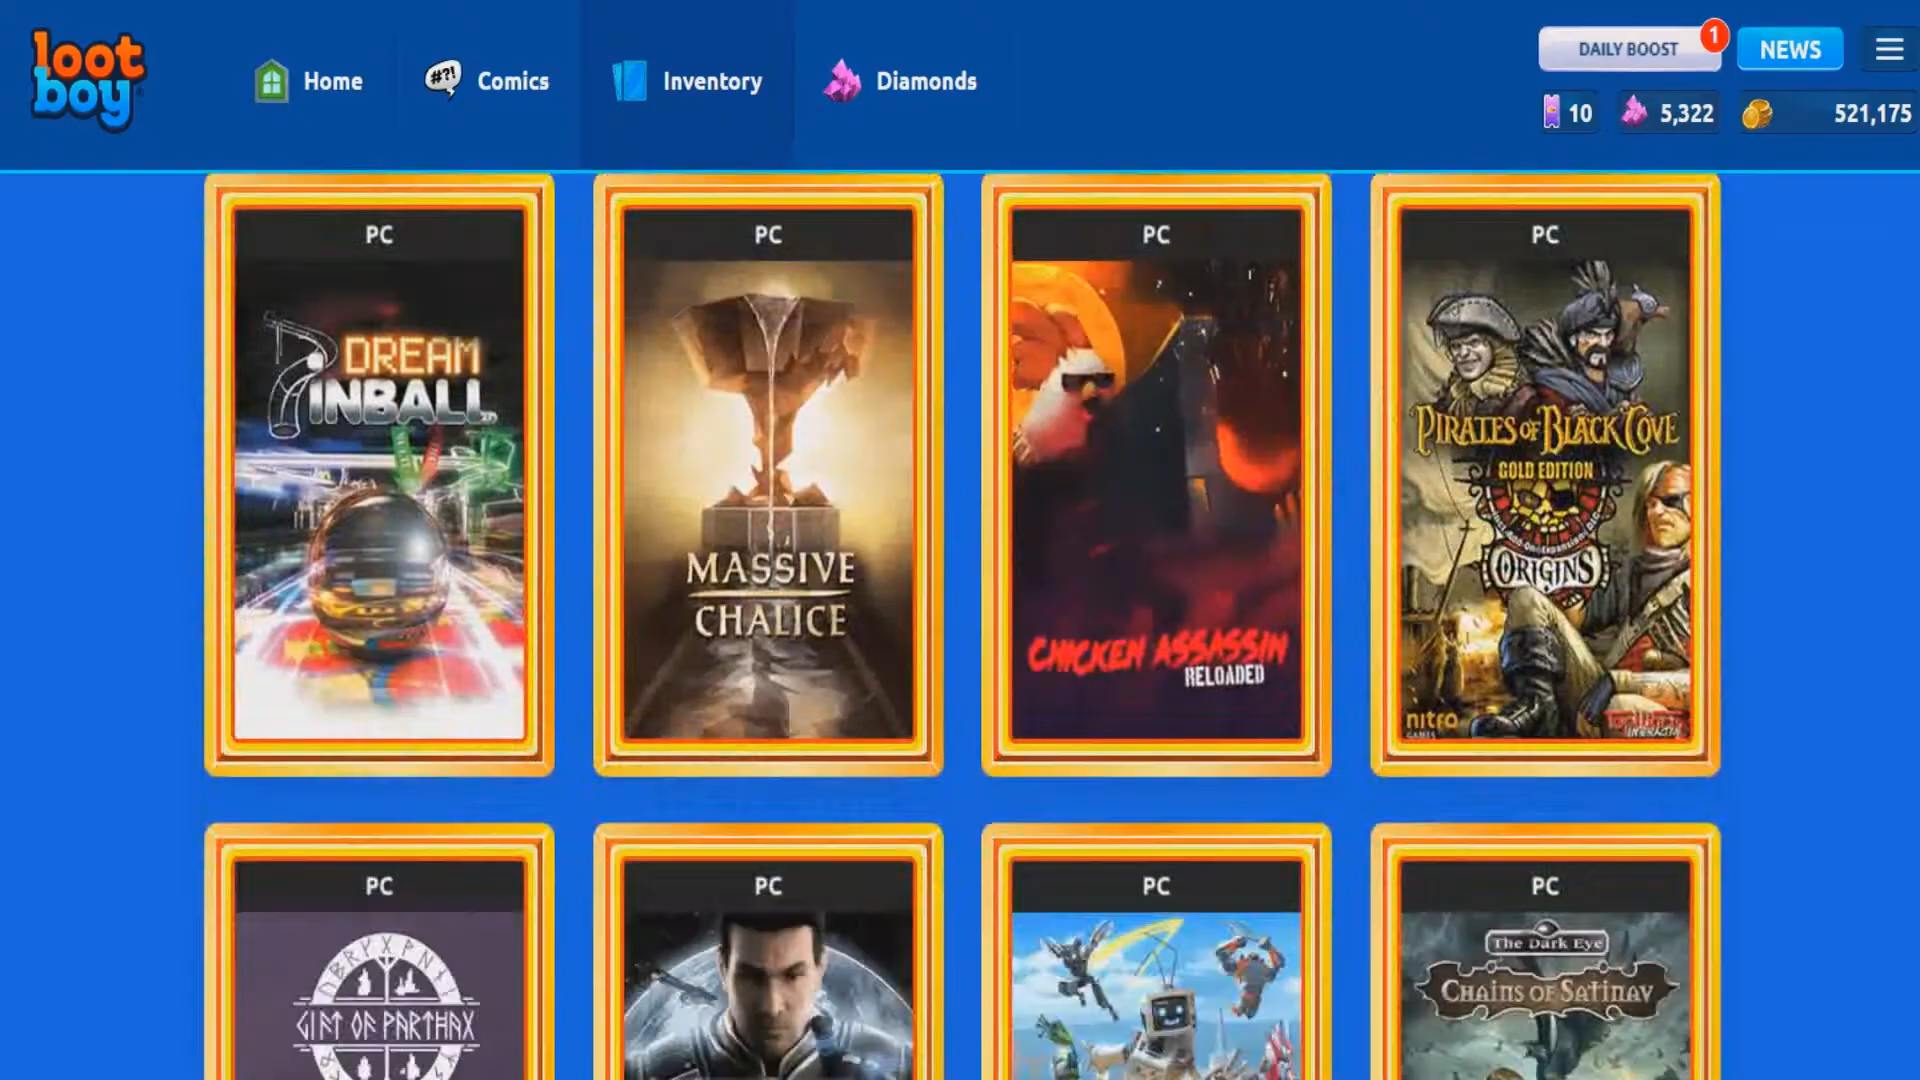 loot
boy
Home
#?!
Comics
Inventory
Diamonds
DAILY BOOST
1
NEWS
10
5,322
521,175
PC
PC
PC
PC
DREAM
PINBALL
MASSIVE
CHALICE
CHICKEN ASSASSIN
RELOADED
PIRATES OF BLACK COVE
GOLD EDITION
ORIGINS
nitro
GAMES
PC
PC
PC
PC
GIFT OF PARTHAX
The Dark Eye
CHAINS OF SATINAV